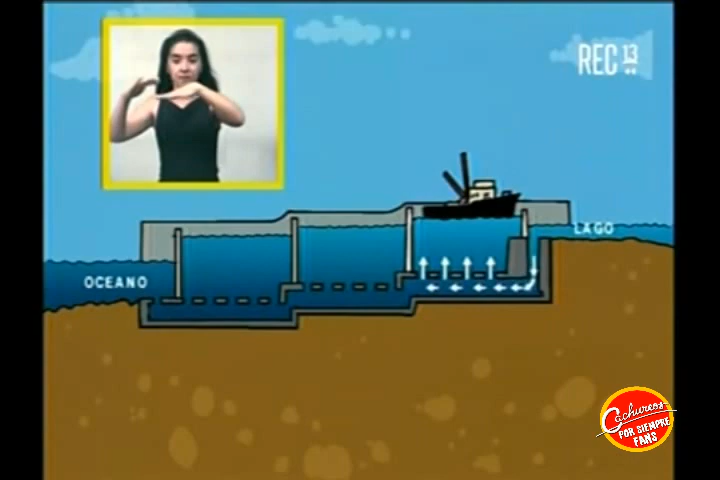 REC 13
LAGO
OCEANO
Cachureos
POR SIEMPRE
FANS